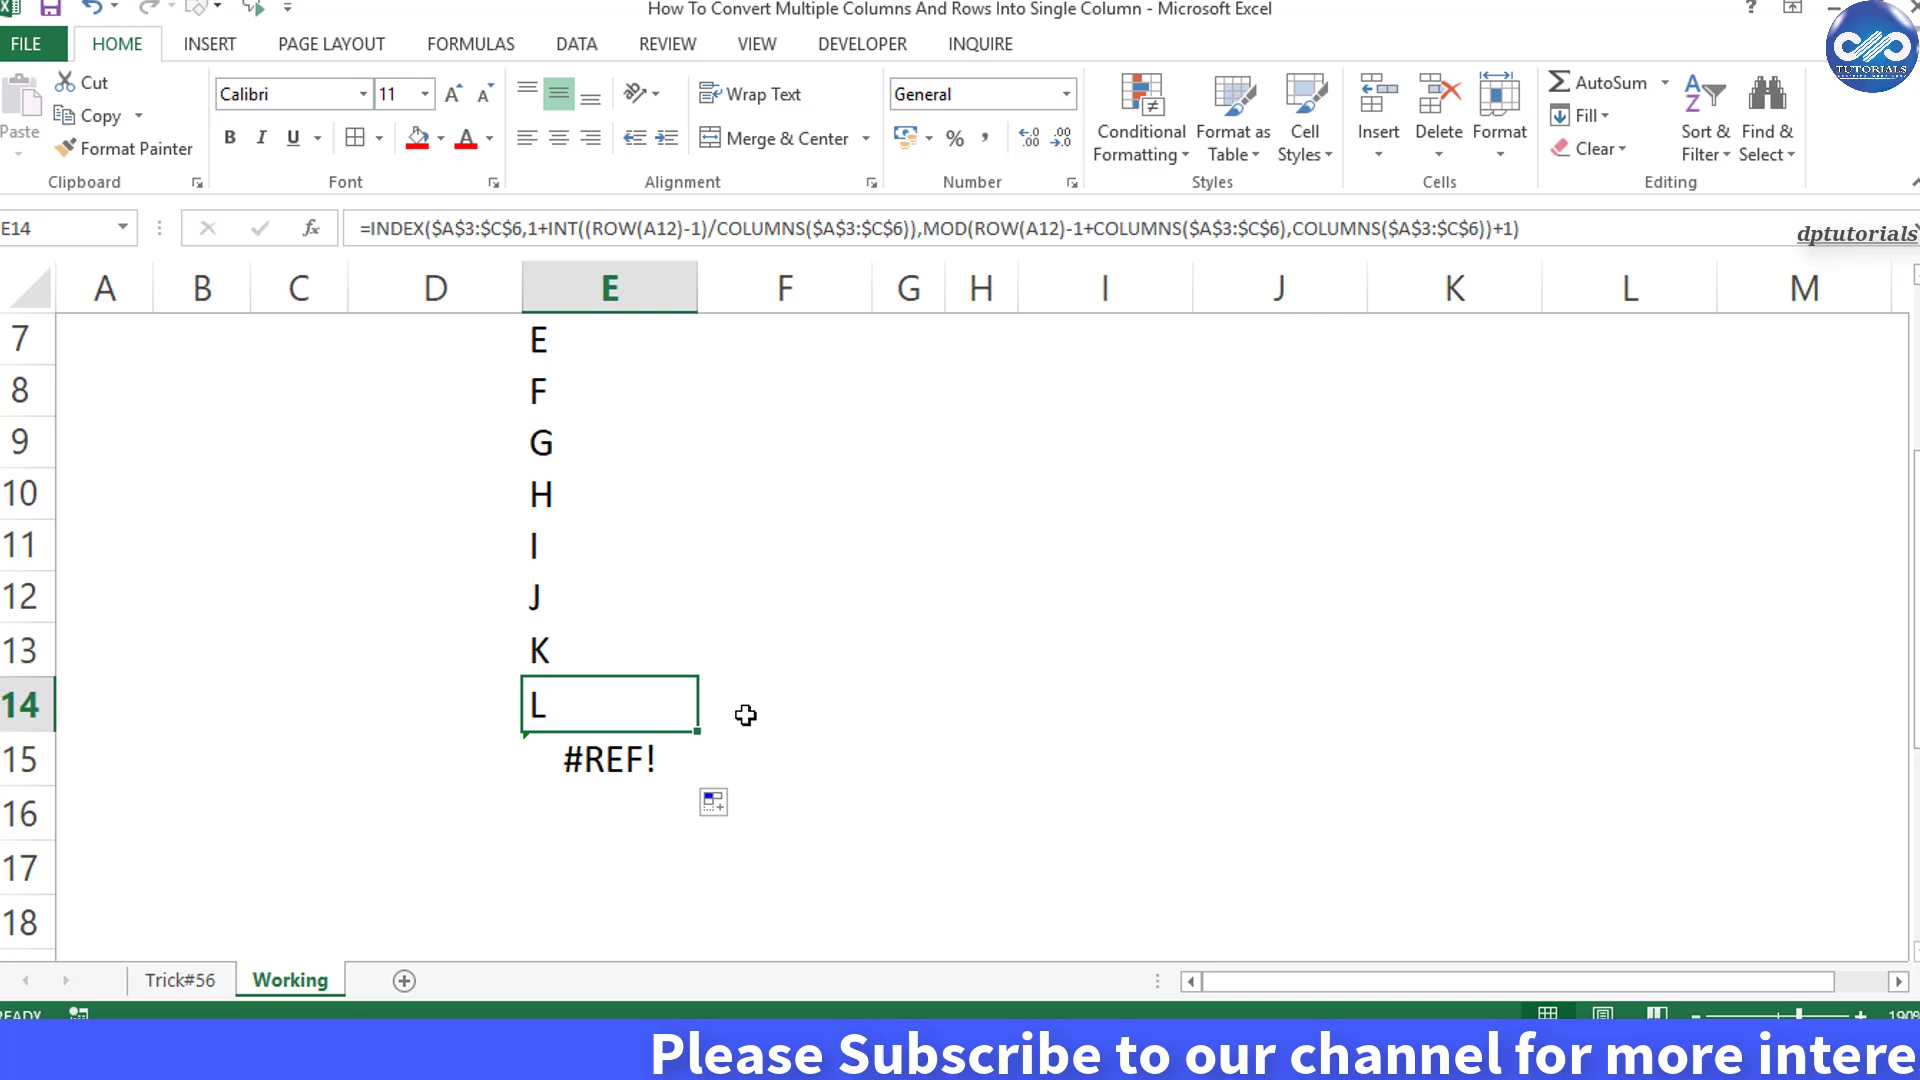 How To Convert Multiple Columns And Rows Into Single Column - Microsoft Excel
?
FILE HOME INSERT PAGE LAYOUT FORMULAS DATA REVIEW VIEW DEVELOPER INQUIRE
TUTORIALS
Paste
Cut
Copy
Format Painter
Clipboard
Calibri 11
B I U
Font
Wrap Text
Merge & Center
Alignment
General
%
Number
Conditional Formatting
Format as Table
Cell Styles
Styles
Insert
Delete
Format
Cells
AutoSum
Fill
Clear
Sort & Filter
Find & Select
Editing
E14
fx
=INDEX($A$3:$C$6,1+INT((ROW(A12)-1)/COLUMNS($A$3:$C$6)),MOD(ROW(A12)-1+COLUMNS($A$3:$C$6),COLUMNS($A$3:$C$6))+1)
dptutorials
A B C D E F G H I J K L M
7 E
8 F
9 G
10 H
11 I
12 J
13 K
14 L
15 #REF!
16
17
18
Trick#56 Working
READY
190%
Please Subscribe to our channel for more intere